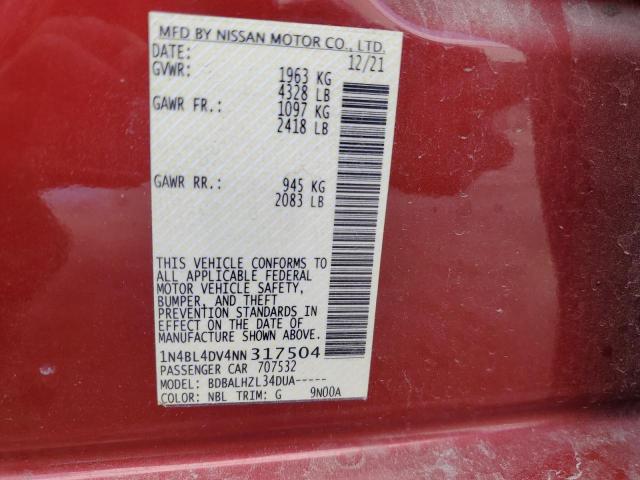 MFD BY NISSAN MOTOR CO., LTD.
DATE: 12/21
GVWR: 1963 KG
4328 LB
GAWR FR.: 1097 KG
2418 LB
GAWR RR.: 945 KG
2083 LB
THIS VEHICLE CONFORMS TO
ALL APPLICABLE FEDERAL
MOTOR VEHICLE SAFETY,
BUMPER, AND THEFT
PREVENTION STANDARDS IN
EFFECT ON THE DATE OF
MANUFACTURE SHOWN ABOVE.
1N4BL4DV4NN317504
PASSENGER CAR 707532
MODEL: BDBALHZL34DUA-----
COLOR: NBL TRIM: G 9N00A